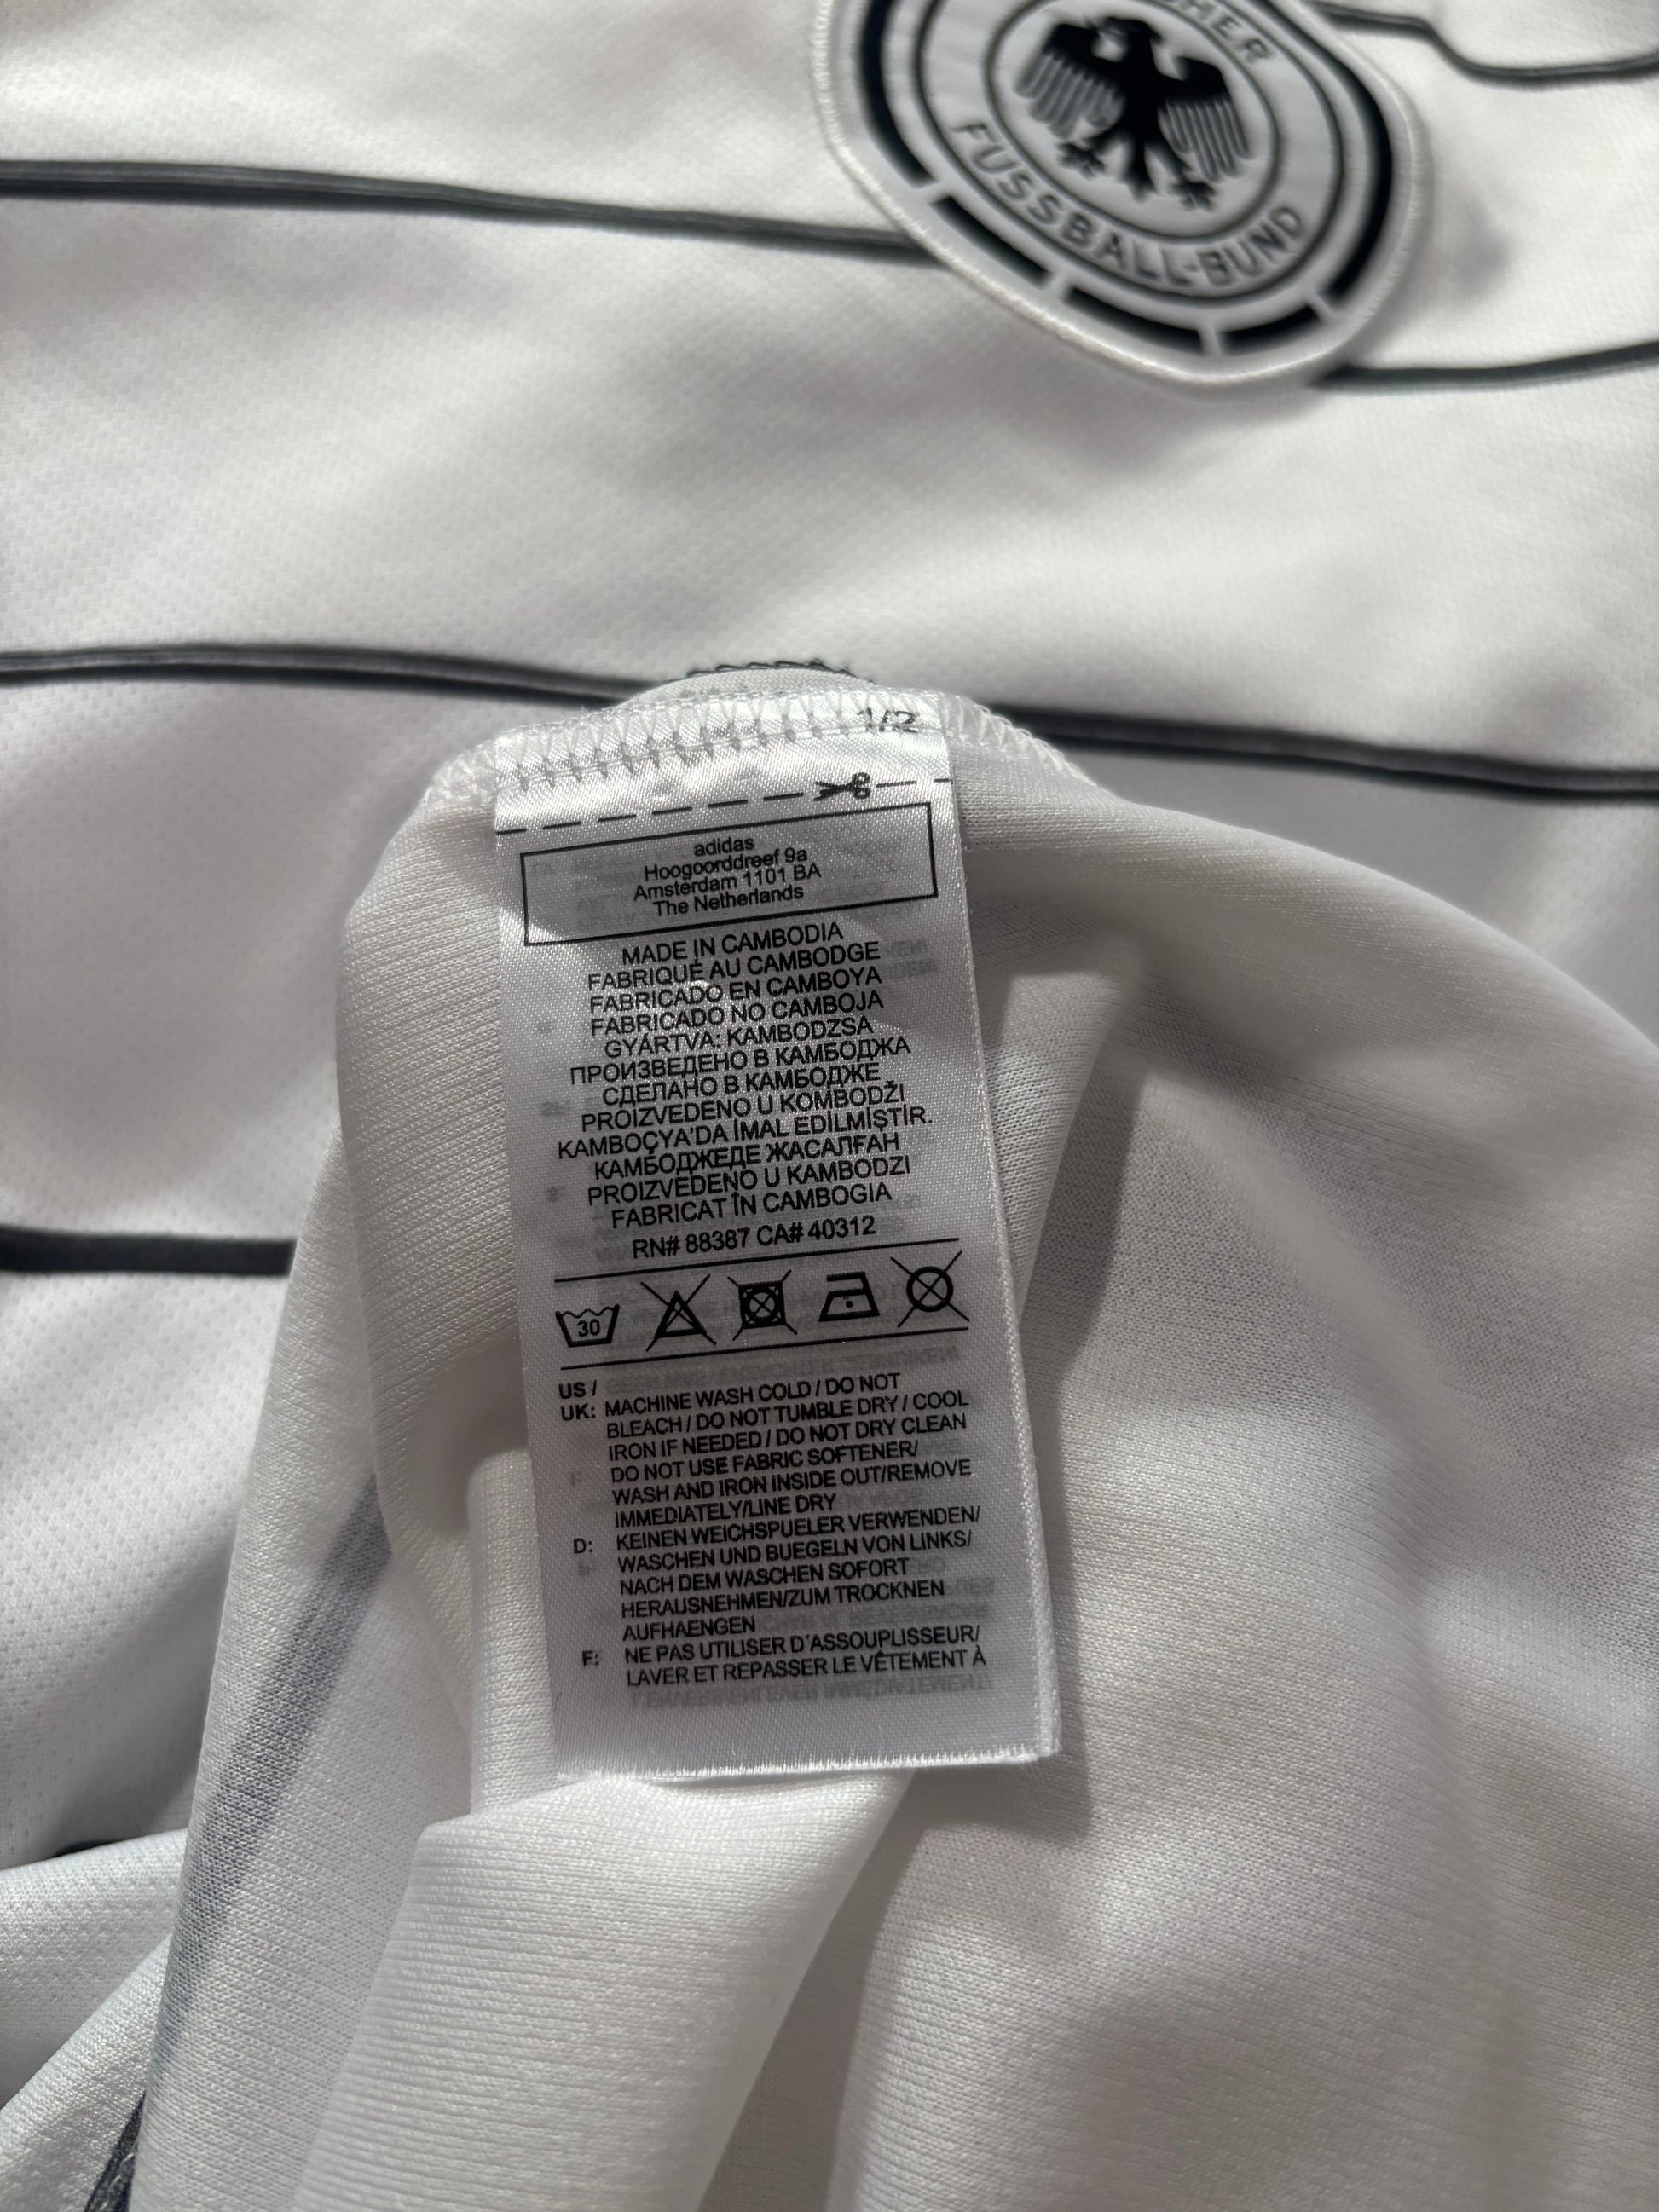 HER
FUSSBALL-BUND
1/2
adidas
Hoogoorddreef 9a
Amsterdam 1101 BA
The Netherlands
MADE IN CAMBODIA
FABRIQUÉ AU CAMBODGE
FABRICADO EN CAMBOYA
FABRICADO NO CAMBOJA
GYÁRTVA: KAMBODZSA
ПРОИЗВЕДЕНО В КАМБОДЖА
СДЕЛАНО В КАМБОДЖЕ
PROIZVEDENO U KOMBODŽI
KAMBOÇYA'DA İMAL EDİLMİŞTİR.
КАМБОДЖЕДЕ ЖАСАЛҒАН
PROIZVEDENO U KAMBODZI
FABRICAT ÎN CAMBOGIA
RN# 88387 CA# 40312
30
US /
UK: MACHINE WASH COLD / DO NOT
BLEACH / DO NOT TUMBLE DRY / COOL
IRON IF NEEDED / DO NOT DRY CLEAN
DO NOT USE FABRIC SOFTENER/
WASH AND IRON INSIDE OUT/REMOVE
IMMEDIATELY/LINE DRY
D: KEINEN WEICHSPUELER VERWENDEN/
WASCHEN UND BUEGELN VON LINKS/
NACH DEM WASCHEN SOFORT
HERAUSNEHMEN/ZUM TROCKNEN
AUFHAENGEN
F: NE PAS UTILISER D'ASSOUPLISSEUR/
LAVER ET REPASSER LE VÊTEMENT À